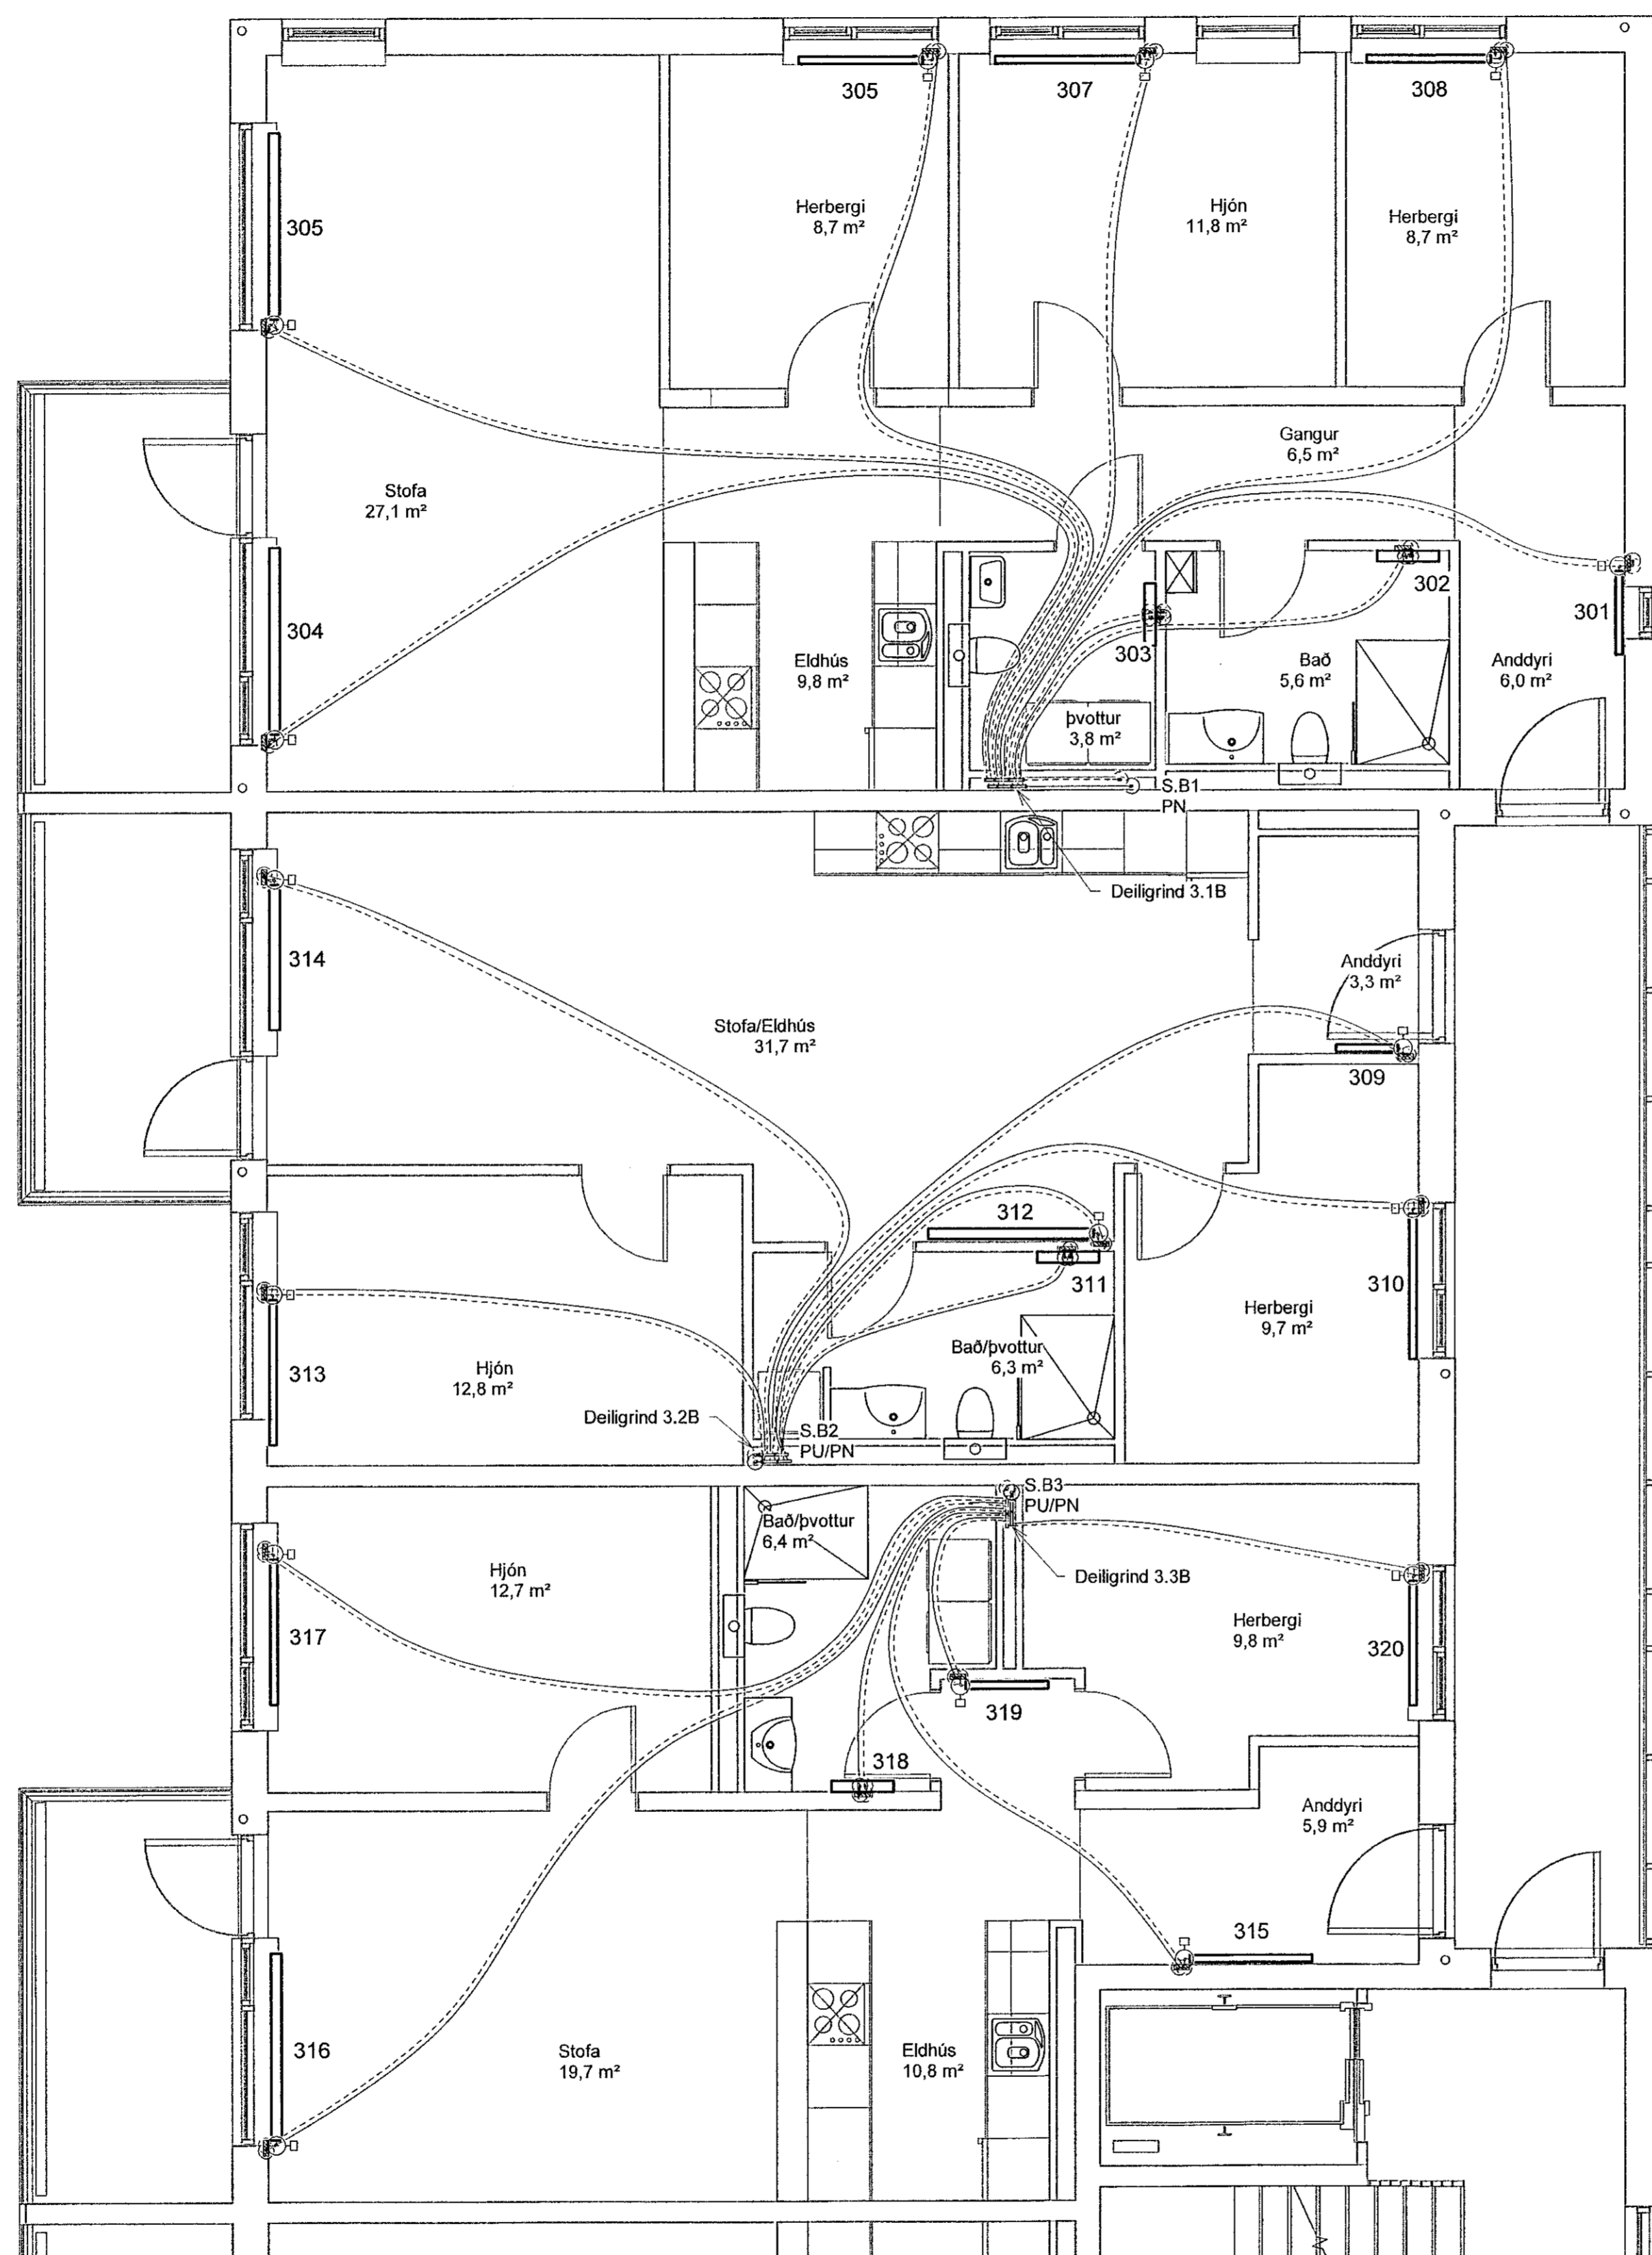 305
307
308
Herbergi
8,7 m²
Hjón
11,8 m²
Herbergi
8,7 m²
305
Gangur
6,5 m²
Stofa
27,1 m²
304
302
301
303
Eldhús
9,8 m²
Bað
5,6 m²
Anddyri
6,0 m²
þvottur
3,8 m²
S.B1
PN
Deiligrind 3.1B
314
Anddyri
3,3 m²
Stofa/Eldhús
31,7 m²
309
312
311
310
Herbergi
9,7 m²
Bað/þvottur
6,3 m²
313
Hjón
12,8 m²
Deiligrind 3.2B
S.B2
PU/PN
S.B3
PU/PN
Bað/þvottur
6,4 m²
Hjón
12,7 m²
Deiligrind 3.3B
317
Herbergi
9,8 m²
320
319
318
Anddyri
5,9 m²
315
316
Stofa
19,7 m²
Eldhús
10,8 m²